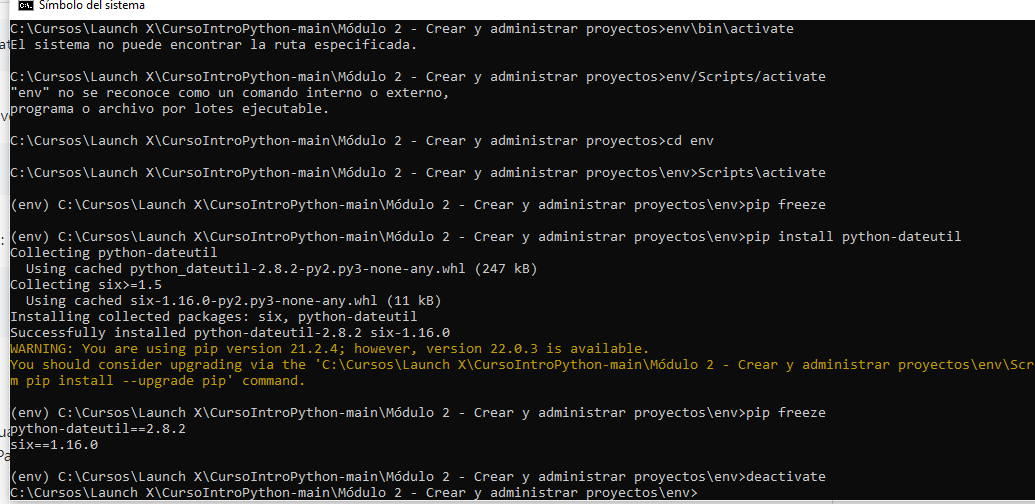 Símbolo del sistema
C:\Cursos\Launch X\CursoIntroPython-main\Módulo 2 - Crear y administrar proyectos>env\bin\activate
El sistema no puede encontrar la ruta especificada.
C:\Cursos\Launch X\CursoIntroPython-main\Módulo 2 - Crear y administrar proyectos>env/Scripts/activate
"env" no se reconoce como un comando interno o externo,
programa o archivo por lotes ejecutable.
C:\Cursos\Launch X\CursoIntroPython-main\Módulo 2 - Crear y administrar proyectos>cd env
C:\Cursos\Launch X\CursoIntroPython-main\Módulo 2 - Crear y administrar proyectos\env>Scripts\activate
(env) C:\Cursos\Launch X\CursoIntroPython-main\Módulo 2 - Crear y administrar proyectos\env>pip freeze
(env) C:\Cursos\Launch X\CursoIntroPython-main\Módulo 2 - Crear y administrar proyectos\env>pip install python-dateutil
Collecting python-dateutil
Using cached python_dateutil-2.8.2-py2.py3-none-any.whl (247 kB)
Collecting six>=1.5
Using cached six-1.16.0-py2.py3-none-any.whl (11 kB)
Installing collected packages: six, python-dateutil
Successfully installed python-dateutil-2.8.2 six-1.16.0
WARNING: You are using pip version 21.2.4; however, version 22.0.3 is available.
You should consider upgrading via the 'C:\Cursos\Launch X\CursoIntroPython-main\Módulo 2 - Crear y administrar proyectos\env\Scr
m pip install --upgrade pip' command.
(env) C:\Cursos\Launch X\CursoIntroPython-main\Módulo 2 - Crear y administrar proyectos\env>pip freeze
python-dateutil==2.8.2
six==1.16.0
(env) C:\Cursos\Launch X\CursoIntroPython-main\Módulo 2 - Crear y administrar proyectos\env>deactivate
C:\Cursos\Launch X\CursoIntroPython-main\Módulo 2 - Crear y administrar proyectos\env>